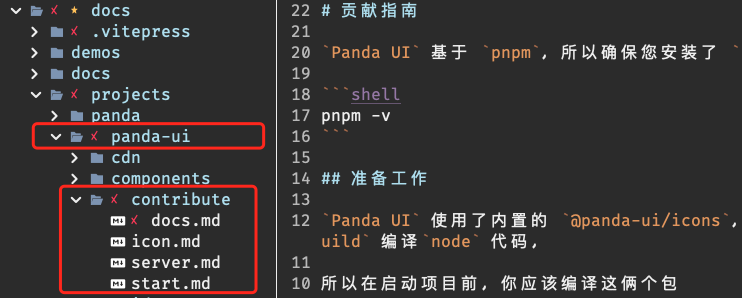 docs
.vitepress
demos
docs
projects
panda
panda-ui
cdn
components
contribute
docs.md
icon.md
server.md
start.md
22 # 贡献指南
21
20 `Panda UI` 基于 `pnpm`, 所以确保您安装了 `
19
18 ```shell
17 pnpm -v
16 ```
15
14 ## 准备工作
13
12 `Panda UI` 使用了内置的 `@panda-ui/icons`,
uild` 编译`node` 代码,
11
10 所以在启动项目前, 你应该编译这俩个包